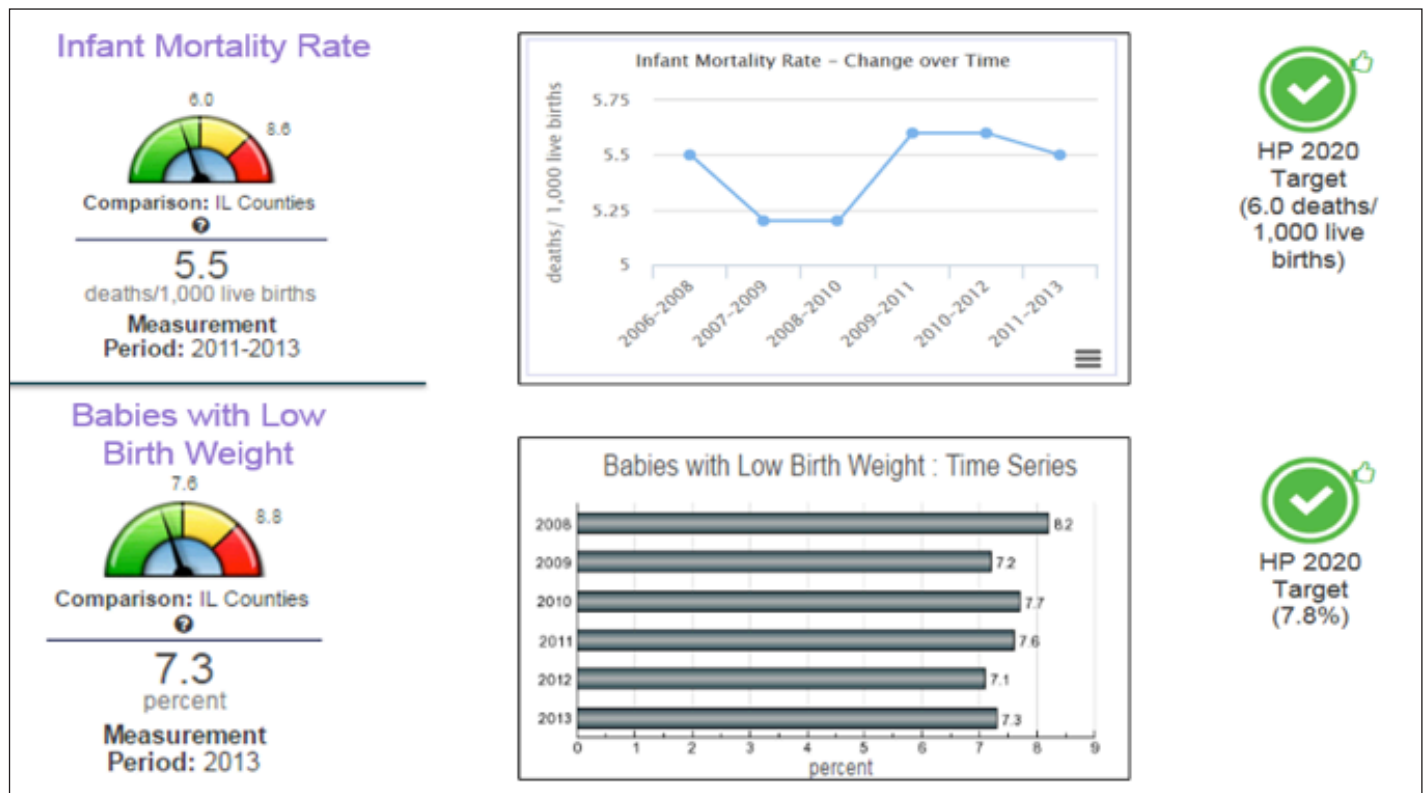 Infant Mortality Rate
6.0
8.6
Comparison: IL Counties
?
5.5
deaths/1,000 live births
Measurement
Period: 2011-2013
Infant Mortality Rate – Change over Time
deaths/ 1,000 live births
5.75
5.5
5.25
5
2006–2008
2007–2009
2008–2010
2009–2011
2010–2012
2011–2013
HP 2020
Target
(6.0 deaths/
1,000 live
births)
Babies with Low
Birth Weight
7.6
8.8
Comparison: IL Counties
?
7.3
percent
Measurement
Period: 2013
Babies with Low Birth Weight : Time Series
2008
8.2
2009
7.2
2010
7.7
2011
7.6
2012
7.1
2013
7.3
0 1 2 3 4 5 6 7 8 9
percent
HP 2020
Target
(7.8%)